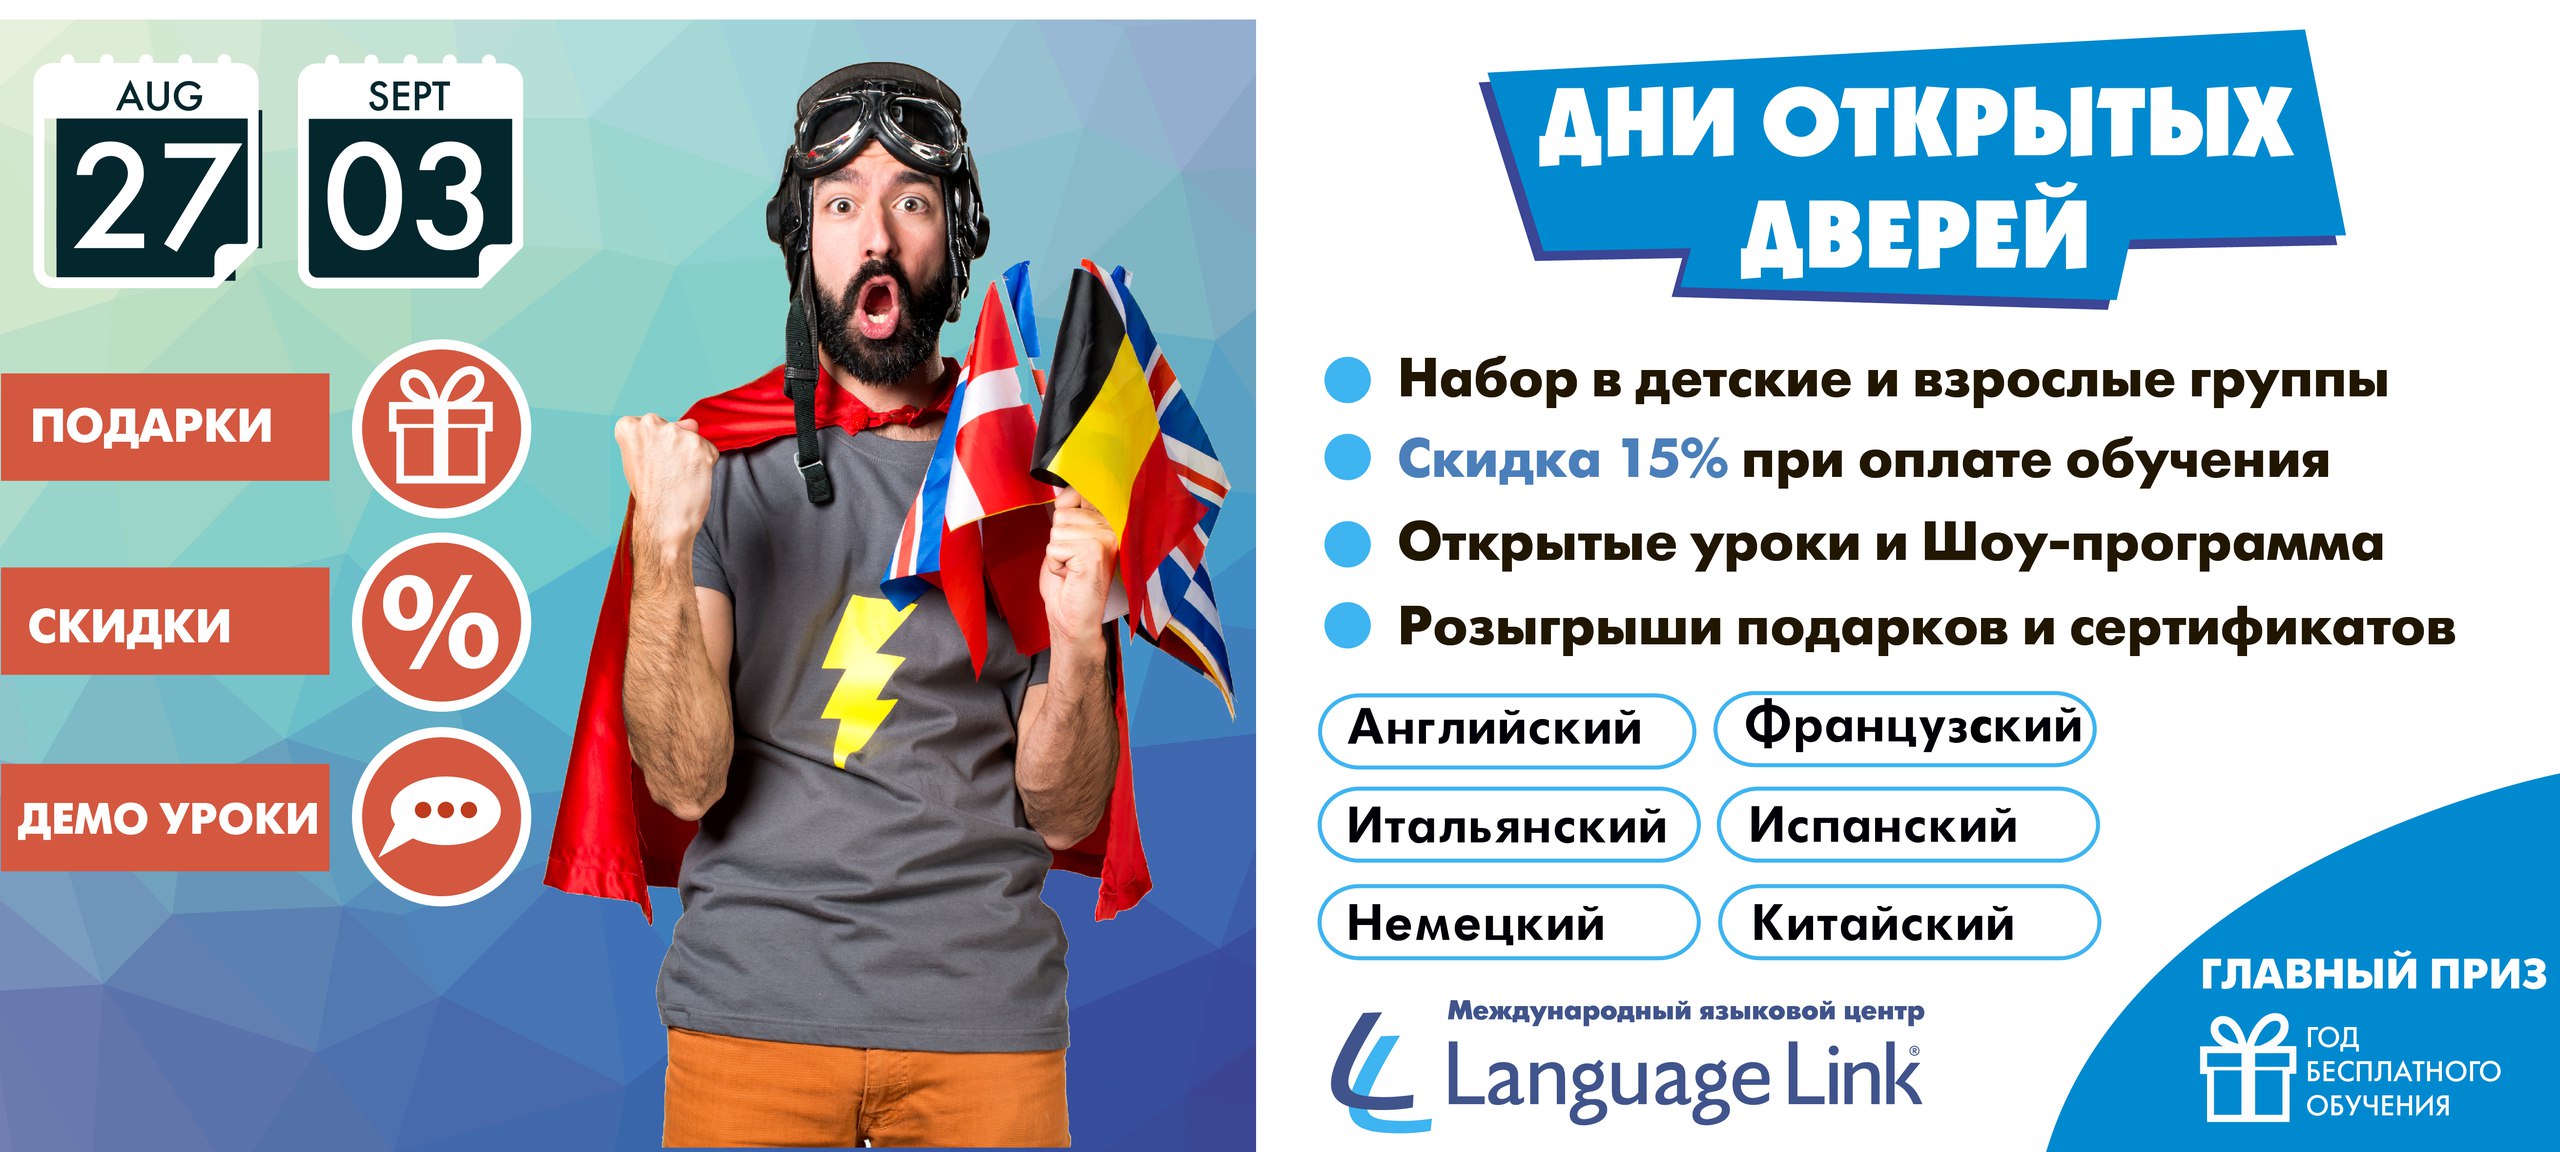 AUG
27
SEPT
03
ПОДАРКИ
СКИДКИ
%
ДЕМО УРОКИ
ДНИ ОТКРЫТЫХ
ДВЕРЕЙ
Набор в детские и взрослые группы
Скидка 15% при оплате обучения
Открытые уроки и Шоу-программа
Розыгрыши подарков и сертификатов
Английский
Французский
Итальянский
Испанский
Немецкий
Китайский
Международный языковой центр
Language Link®
ГЛАВНЫЙ ПРИЗ
ГОД
БЕСПЛАТНОГО
ОБУЧЕНИЯ